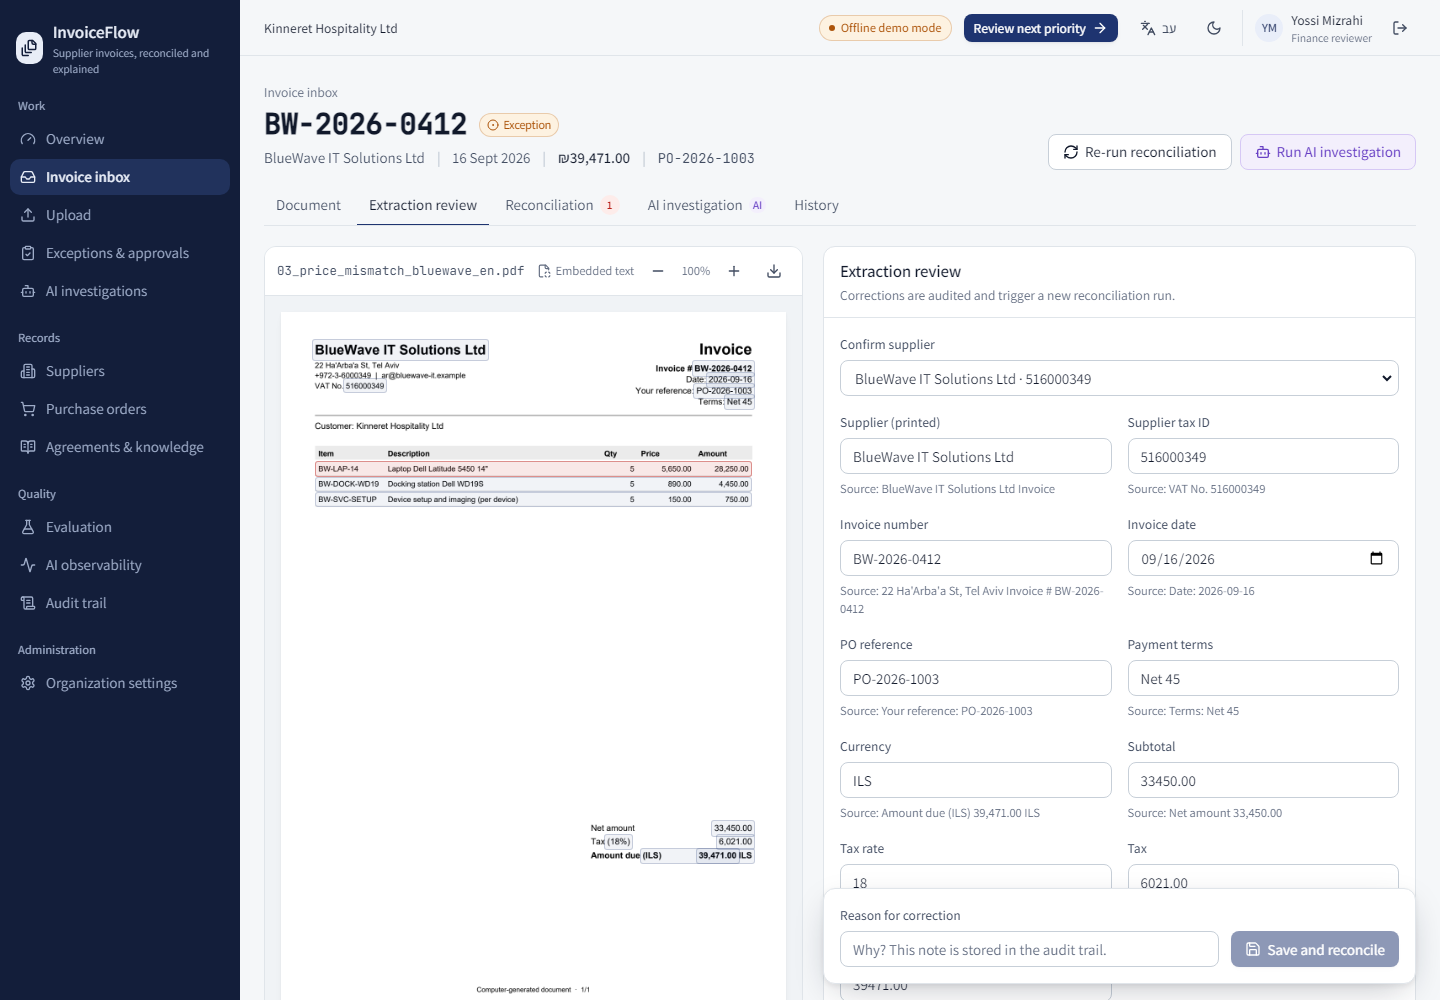 InvoiceFlow
Supplier invoices, reconciled and
explained
Work
Overview
Invoice inbox
Upload
Exceptions & approvals
AI investigations
Records
Suppliers
Purchase orders
Agreements & knowledge
Quality
Evaluation
AI observability
Audit trail
Administration
Organization settings
Kinneret Hospitality Ltd
Offline demo mode
Review next priority
עב
YM
Yossi Mizrahi
Finance reviewer
Invoice inbox
BW-2026-0412
Exception
BlueWave IT Solutions Ltd | 16 Sept 2026 | ₪39,471.00 | PO-2026-1003
Re-run reconciliation
Run AI investigation
Document
Extraction review
Reconciliation 1
AI investigation AI
History
03_price_mismatch_bluewave_en.pdf
Embedded text
100%
BlueWave IT Solutions Ltd
22 Ha'Arba'a St, Tel Aviv
+972-3-6000349 | ar@bluewave-it.example
VAT No. 516000349
Invoice
Invoice # BW-2026-0412
Date: 2026-09-16
Your reference: PO-2026-1003
Terms: Net 45
Customer: Kinneret Hospitality Ltd
Item Description Qty Price Amount
BW-LAP-14 Laptop Dell Latitude 5450 14" 5 5,650.00 28,250.00
BW-DOCK-WD19 Docking station Dell WD19S 5 890.00 4,450.00
BW-SVC-SETUP Device setup and imaging (per device) 5 150.00 750.00
Net amount 33,450.00
Tax (18%) 6,021.00
Amount due (ILS) 39,471.00 ILS
Computer-generated document · 1/1
Extraction review
Corrections are audited and trigger a new reconciliation run.
Confirm supplier
BlueWave IT Solutions Ltd · 516000349
Supplier (printed)
BlueWave IT Solutions Ltd
Source: BlueWave IT Solutions Ltd Invoice
Supplier tax ID
516000349
Source: VAT No. 516000349
Invoice number
BW-2026-0412
Source: 22 Ha'Arba'a St, Tel Aviv Invoice # BW-2026-
0412
Invoice date
09/16/2026
Source: Date: 2026-09-16
PO reference
PO-2026-1003
Source: Your reference: PO-2026-1003
Payment terms
Net 45
Source: Terms: Net 45
Currency
ILS
Source: Amount due (ILS) 39,471.00 ILS
Subtotal
33450.00
Source: Net amount 33,450.00
Tax rate
18
Tax
6021.00
Reason for correction
Why? This note is stored in the audit trail.
Save and reconcile
39471.00